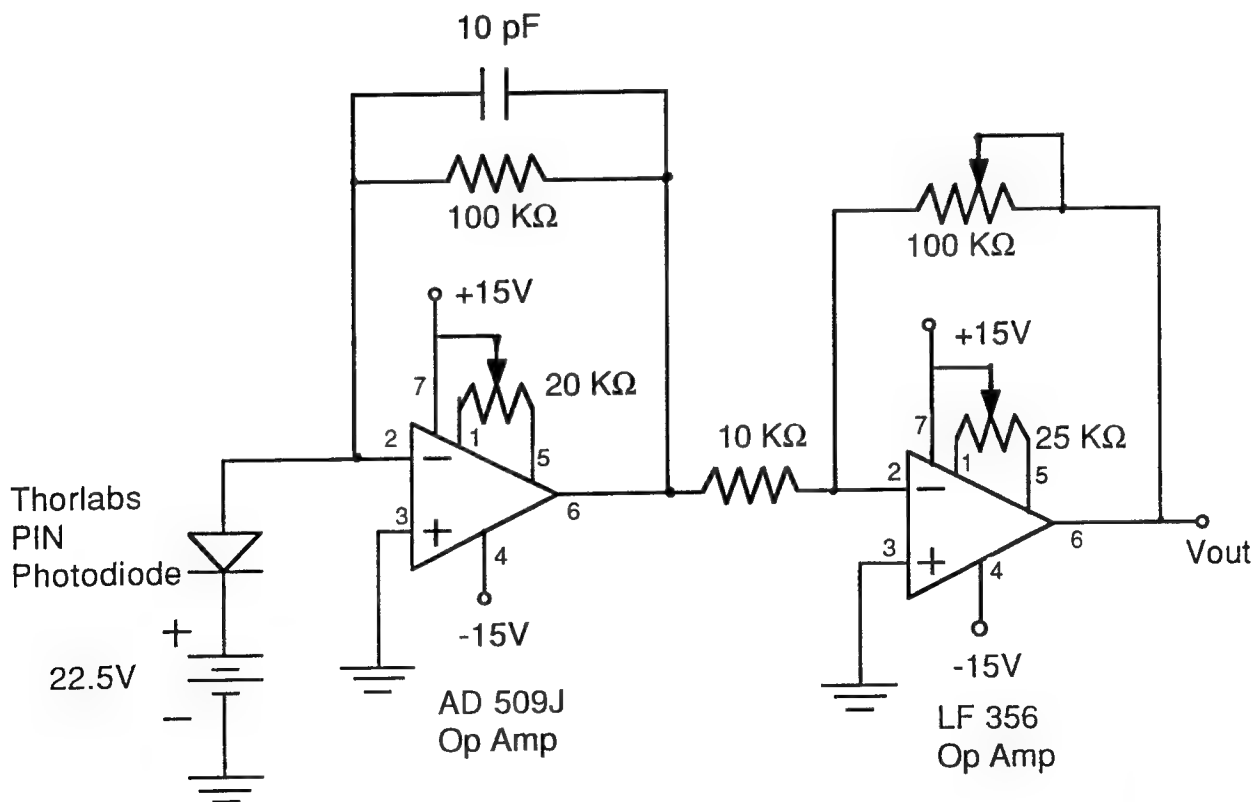 10 pF
100 KΩ
100 KΩ
+15V
+15V
7
20 KΩ
7
10 KΩ
25 KΩ
2
−
1
5
2
−
1
5
Thorlabs
PIN
Photodiode
3
+
4
6
3
+
4
6
Vout
+
22.5V
−
-15V
-15V
AD 509J
Op Amp
LF 356
Op Amp